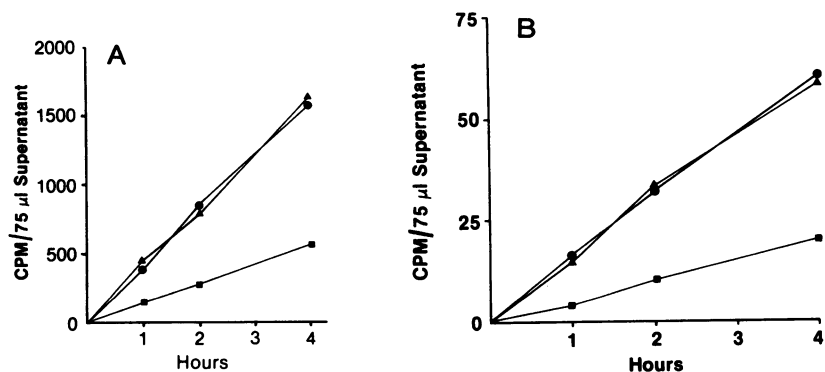 A
2000
1500
1000
500
0
CPM/75 μl Supernatant
1 2 3 4
Hours
B
75
50
25
0
CPM/75 μl Supernatant
1 2 3 4
Hours